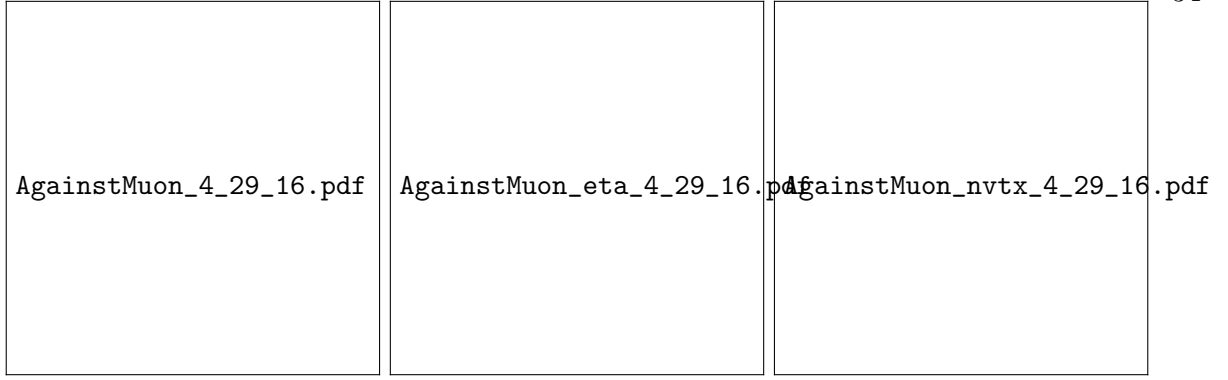 AgainstMuon_4_29_16.pdf
AgainstMuon_eta_4_29_16.pdf
AgainstMuon_nvtx_4_29_16.pdf